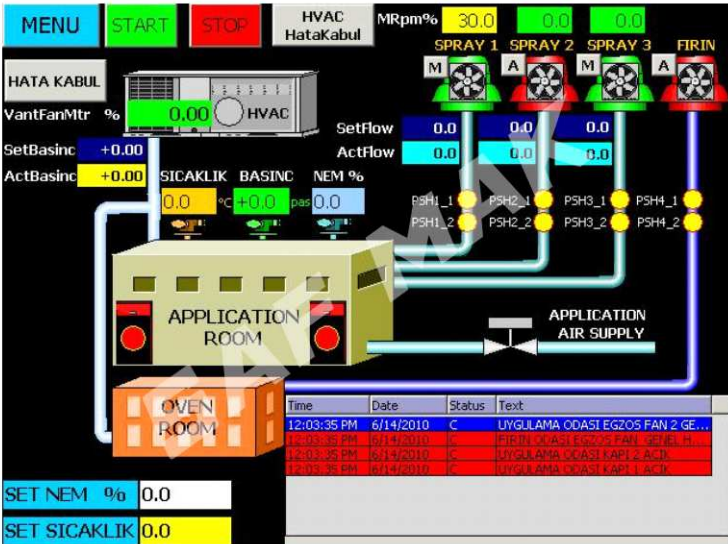 MENU START STOP HVAC HataKabul MRpm% 30.0 0.0 0.0
SPRAY 1 SPRAY 2 SPRAY 3 FIRIN
M A M A
HATA KABUL
VantFanMtr % 0.00 HVAC
SetFlow 0.0 0.0 0.0
SetBasinc +0.00
ActFlow 0.0 0.0 0.0
ActBasinc +0.00
SICAKLIK BASINC NEM %
0.0 °C +0.0 pas 0.0
PSH1_1 PSH2_1 PSH3_1 PSH4_1
PSH1_2 PSH2_2 PSH3_2 PSH4_2
APPLICATION
ROOM
APPLICATION
AIR SUPPLY
OVEN
ROOM
Time Date Status Text
12:03:35 PM 6/14/2010 C UYGULAMA ODASI EGZOS FAN 2 GE...
12:03:35 PM 6/14/2010 C FIRIN ODASI EGZOS FAN GENEL H...
12:03:35 PM 6/14/2010 C UYGULAMA ODASI KAPI 2 ACIK
12:03:35 PM 6/14/2010 C UYGULAMA ODASI KAPI 1 ACIK
SET NEM % 0.0
SET SICAKLIK 0.0
EAF MAK